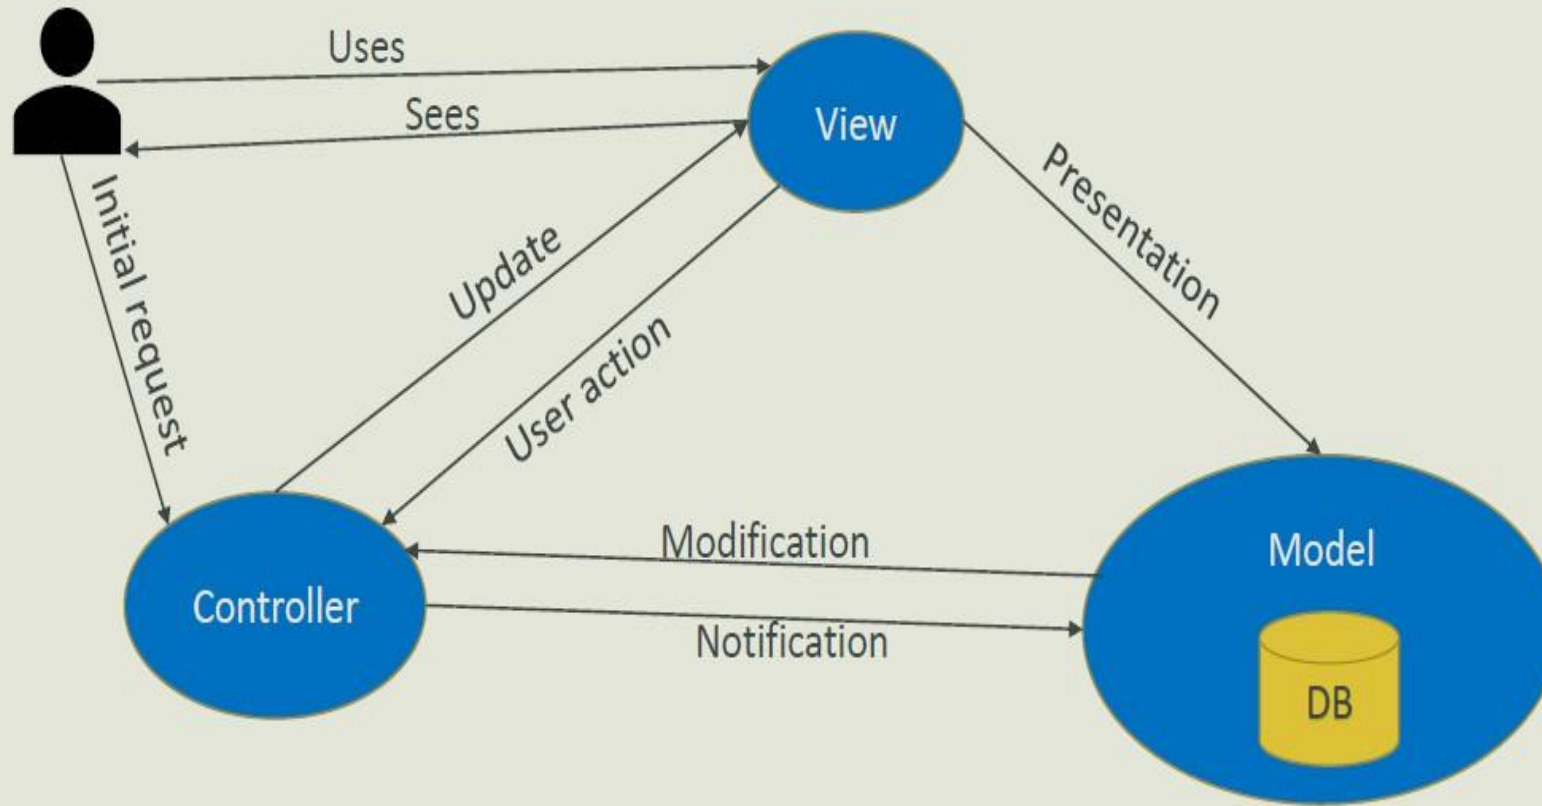 Uses
Sees
View
Presentation
Initial request
Update
User action
Modification
Model
Controller
Notification
DB